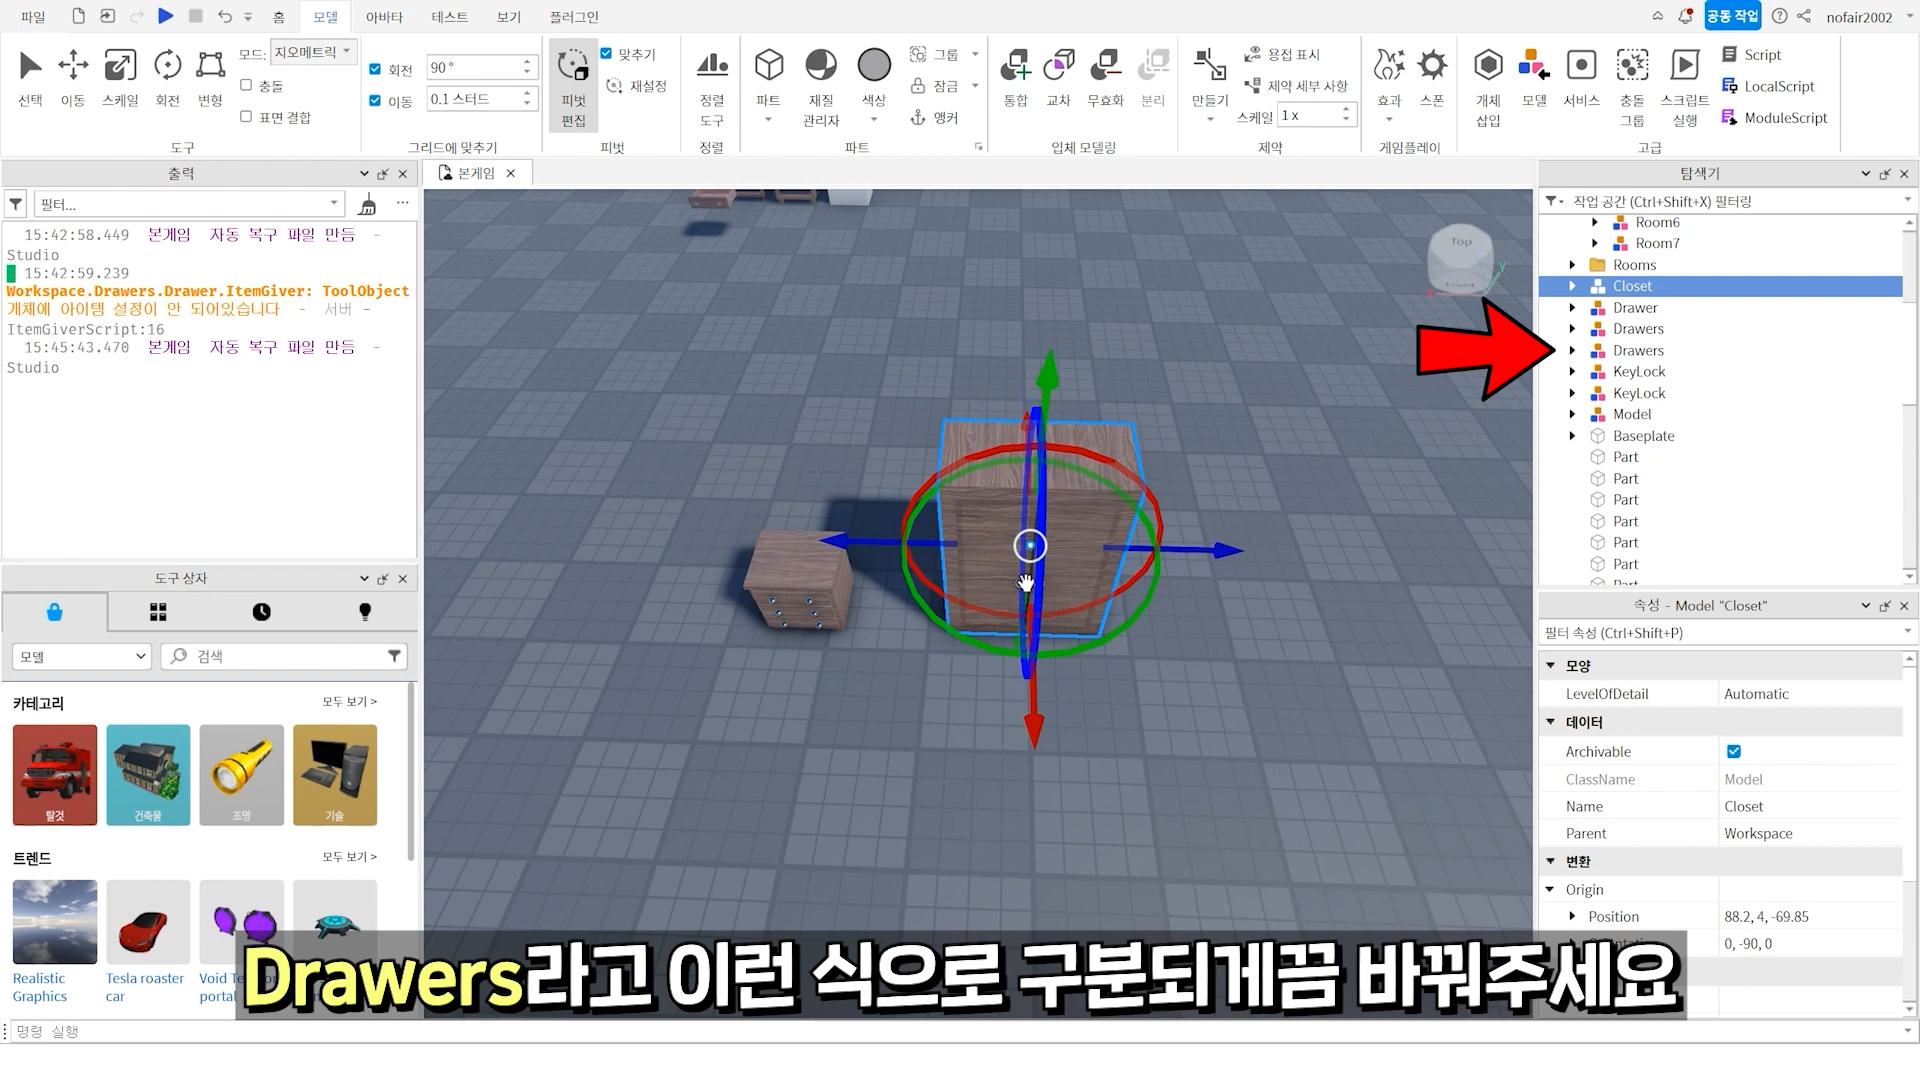 파일
홈
모델
아바타
테스트
보기
플러그인
공동 작업
nofair2002
선택
이동
스케일
회전
변형
모드:
지오메트릭
충돌
표면 결합
도구
회전
90 °
이동
0.1 스터드
그리드에 맞추기
피벗
편집
맞추기
재설정
피벗
정렬
도구
정렬
파트
재질
관리자
색상
그룹
잠금
앵커
파트
통합
교차
무효화
분리
입체 모델링
만들기
용접 표시
제약 세부 사항
스케일
1 x
제약
효과
스폰
게임플레이
개체
삽입
모델
서비스
충돌
그룹
스크립트
실행
Script
LocalScript
ModuleScript
고급
출력
필터...
15:42:58.449 본게임 자동 복구 파일 만듬 -
Studio
15:42:59.239
Workspace.Drawers.Drawer.ItemGiver: ToolObject
개체에 아이템 설정이 안 되어있습니다 - 서버 -
ItemGiverScript:16
15:45:43.470 본게임 자동 복구 파일 만듬 -
Studio
도구 상자
모델
검색
카테고리
모두 보기 >
탈것
건축물
조명
기술
트렌드
모두 보기 >
Realistic
Graphics
Tesla roaster
car
본게임
Top
Front
탐색기
작업 공간 (Ctrl+Shift+X) 필터링
Room6
Room7
Rooms
Closet
Drawer
Drawers
Drawers
KeyLock
KeyLock
Model
Baseplate
Part
Part
Part
Part
Part
Part
Part
속성 - Model "Closet"
필터 속성 (Ctrl+Shift+P)
모양
LevelOfDetail
Automatic
데이터
Archivable
ClassName
Model
Name
Closet
Parent
Workspace
변환
Origin
Position
88.2, 4, -69.85
0, -90, 0
Drawers라고 이런 식으로 구분되게끔 바꿔주세요
명령 실행